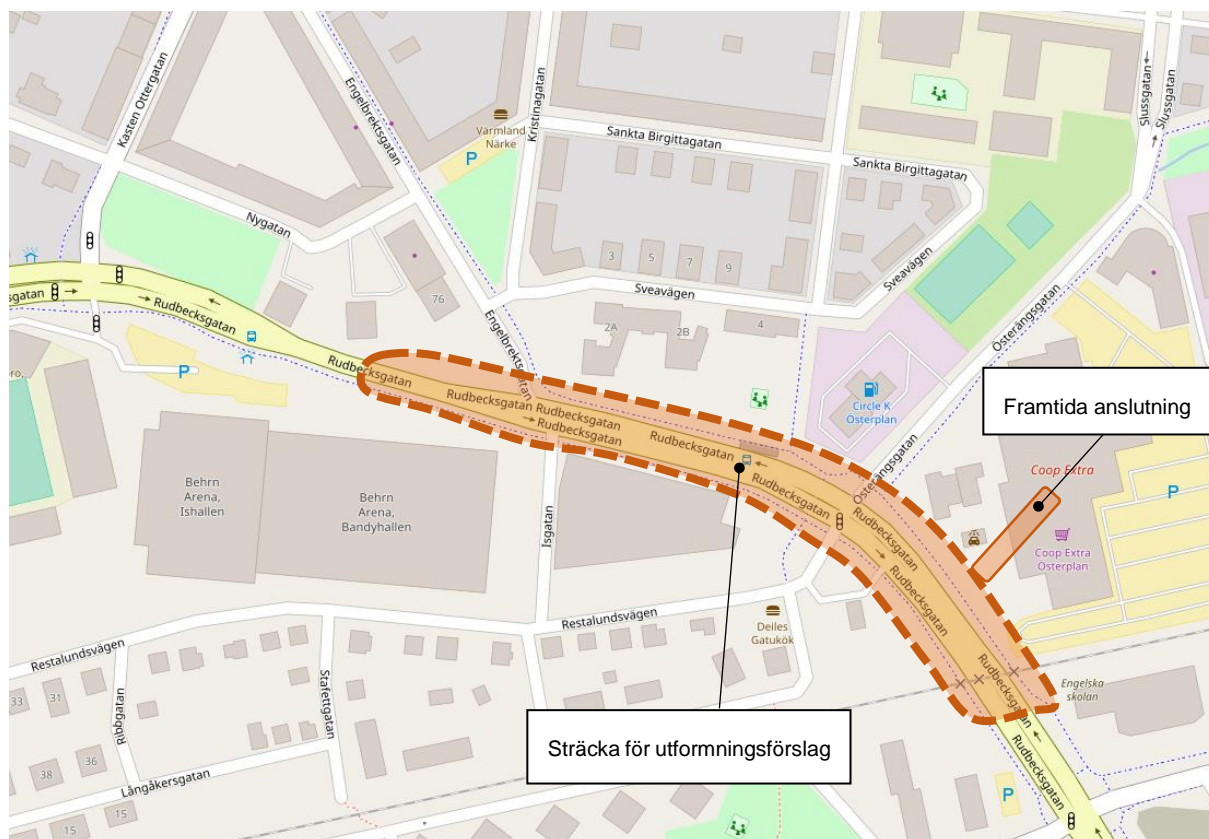 Kasten Ottergatan
Engelbrektsgatan
Kristinagatan
Värmland
Närke
P
Sankta Birgittagatan
Sankta Birgittagatan
Slussgatan
Slussgatan
Nygatan
3
5
7
9
76
Sveavägen
Sveavägen
Österängsgatan
sgatan
Rudbecksgatan
Engelbrektsgatan
2A
2B
4
P
Rudbecksgatan
Rudbecksgatan
Rudbecksgatan
Rudbecksgatan
Rudbecksgatan
Circle K
Österplan
Framtida anslutning
Österängsgatan
Coop Extra
P
Behrn
Arena,
Ishallen
Behrn
Arena,
Bandyhallen
Isgatan
Rudbecksgatan
Rudbecksgatan
Rudbecksgatan
Coop Extra
Österplan
Restalundsvägen
Restalundsvägen
Deiles
Gatukök
Rudbecksgatan
Engelska
skolan
33
31
Ribbgatan
Stafettgatan
36
38
Långåkersgatan
15
15
Sträcka för utformningsförslag
Rudbecksgatan
P